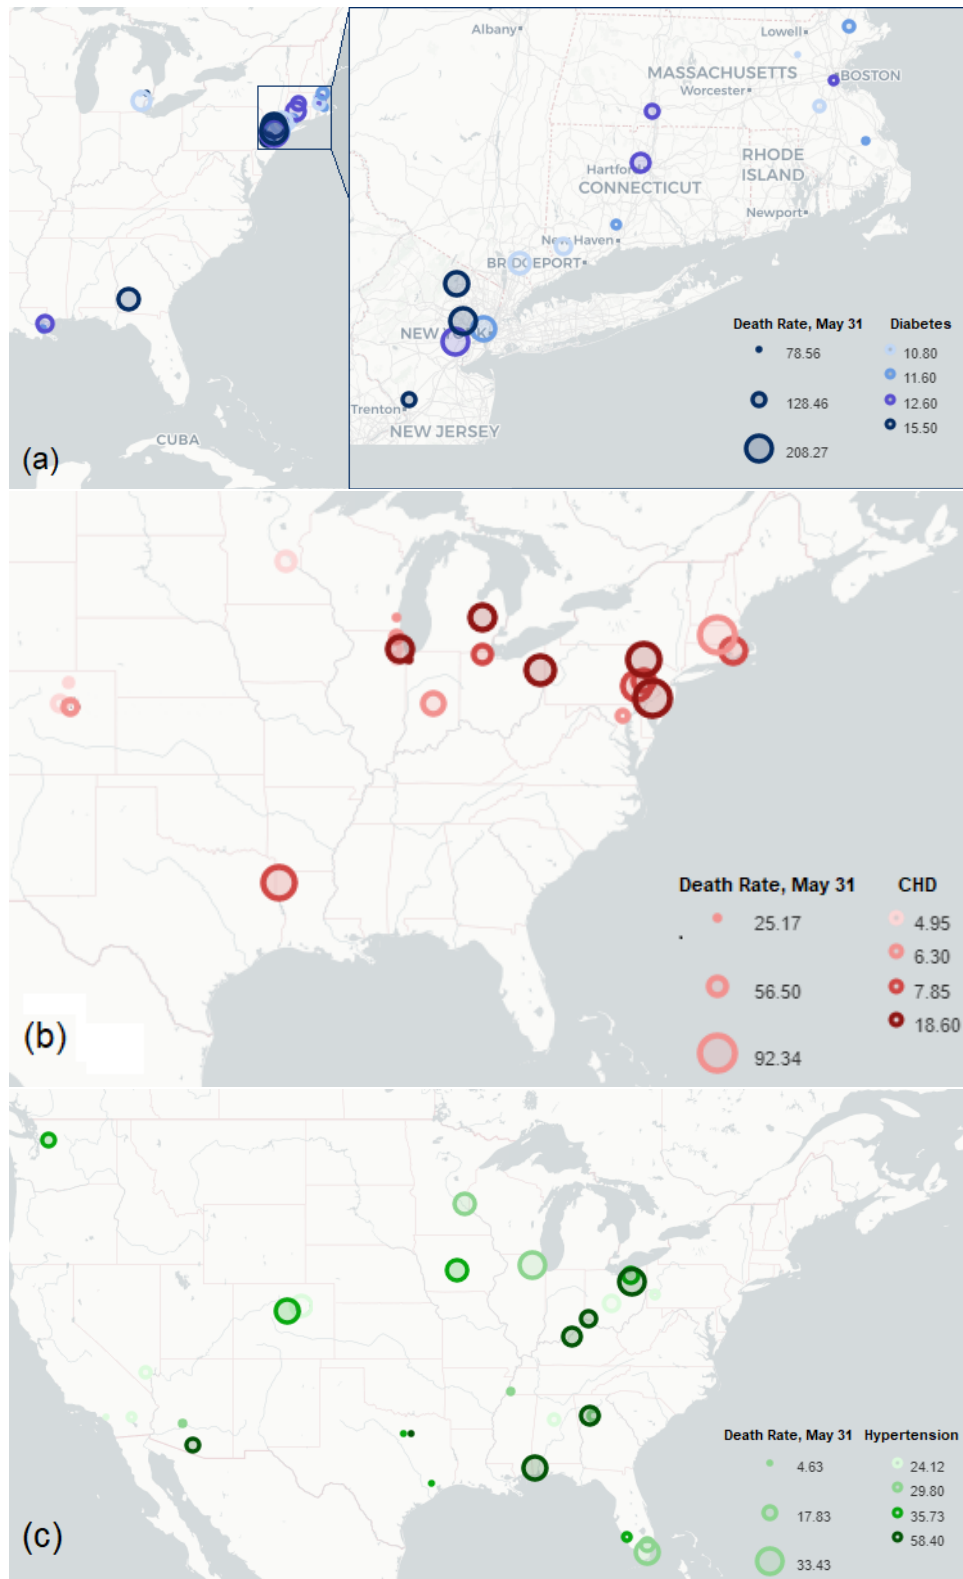 Albany
Lowell
MASSACHUSETTS
BOSTON
Worcester
RHODE
ISLAND
Hartford
CONNECTICUT
Newport
New Haven
BRIDGEPORT
NEW YORK
Trenton
NEW JERSEY
CUBA
Death Rate, May 31 Diabetes
78.56 10.80
11.60
128.46 12.60
15.50
208.27
(a)
Death Rate, May 31 CHD
25.17 4.95
6.30
56.50 7.85
18.60
92.34
(b)
Death Rate, May 31 Hypertension
4.63 24.12
29.80
17.83 35.73
58.40
33.43
(c)